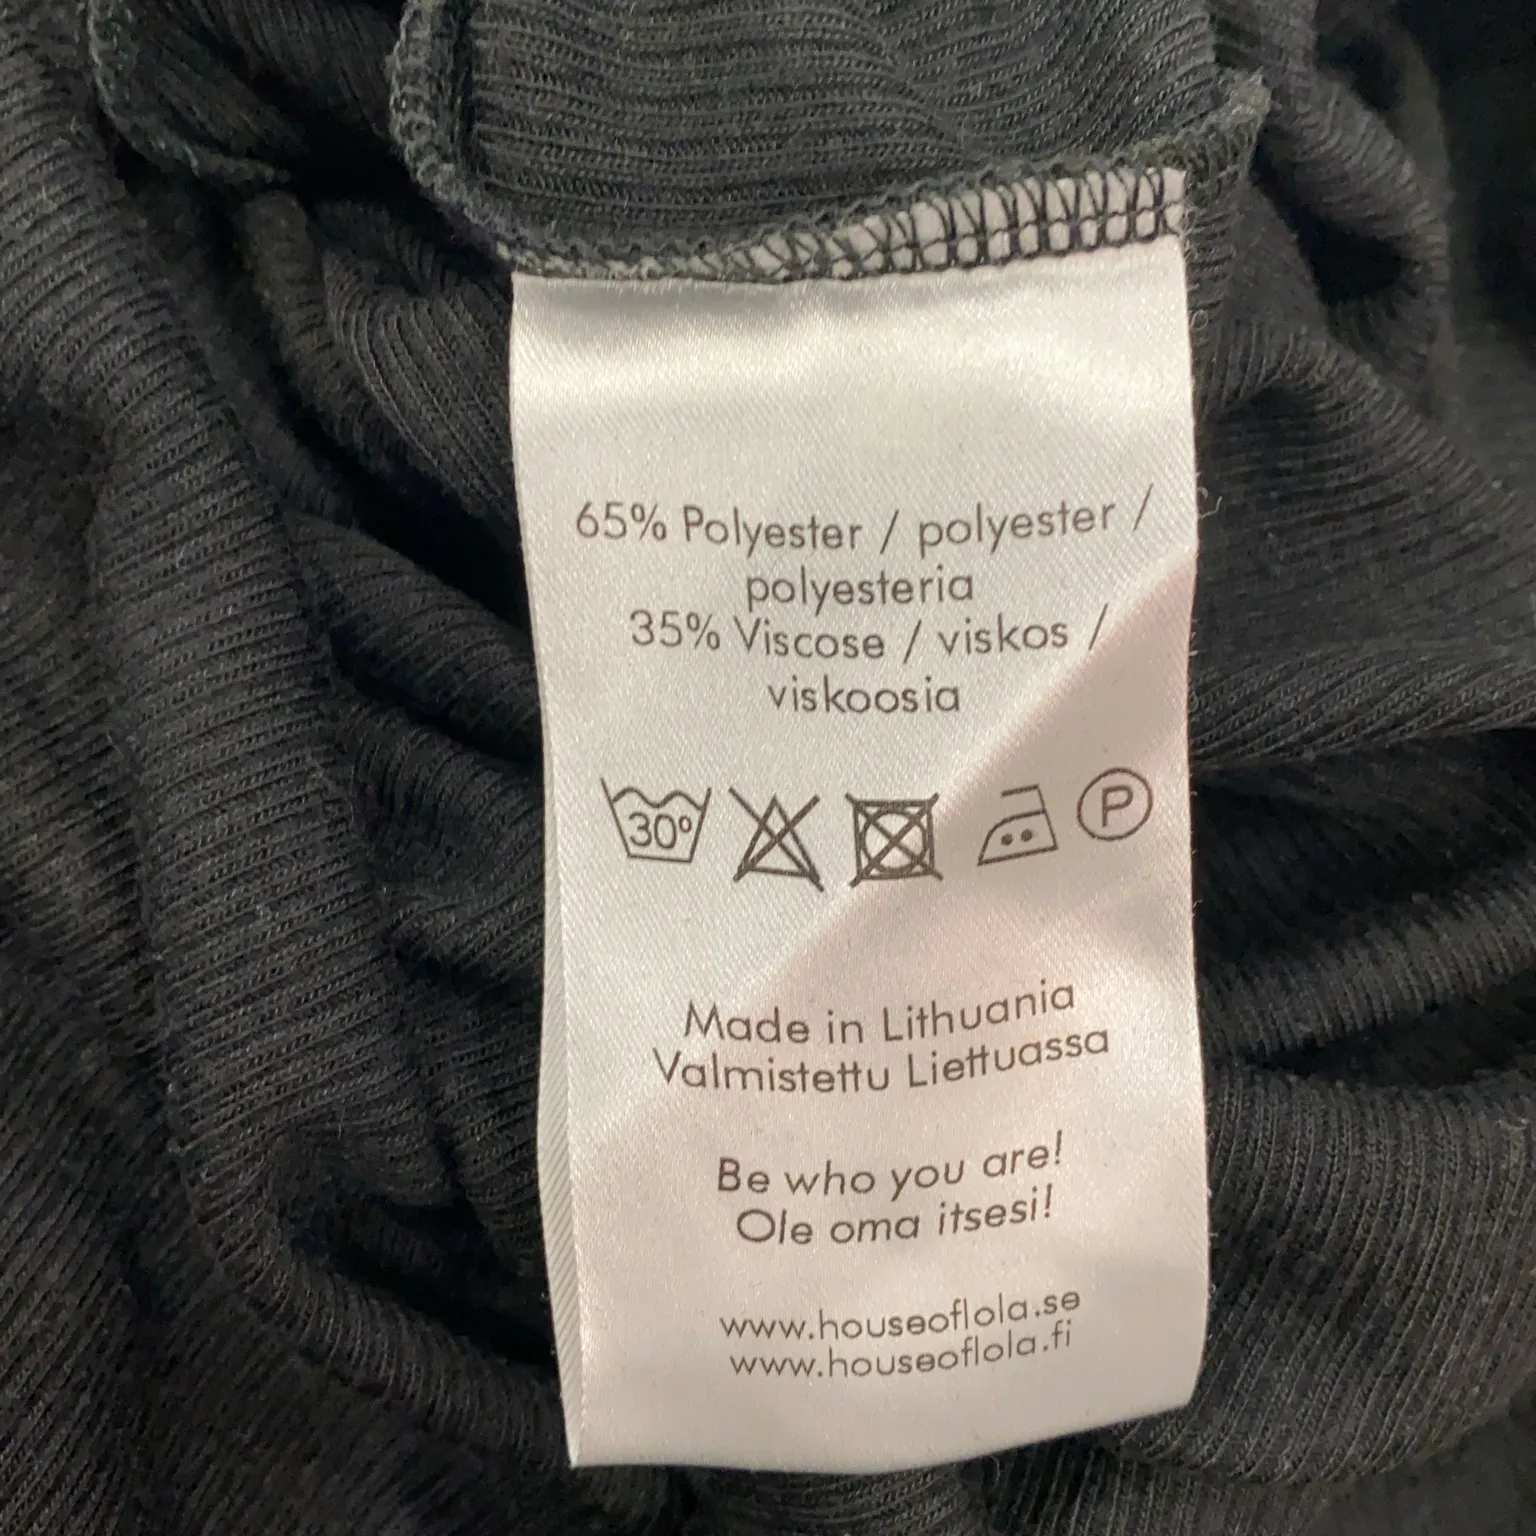 65% Polyester / polyester /
polyesteria
35% Viscose / viskos /
viskoosia
30º P
Made in Lithuania
Valmistettu Liettuassa
Be who you are!
Ole oma itsesi!
www.houseoflola.se
www.houseoflola.fi